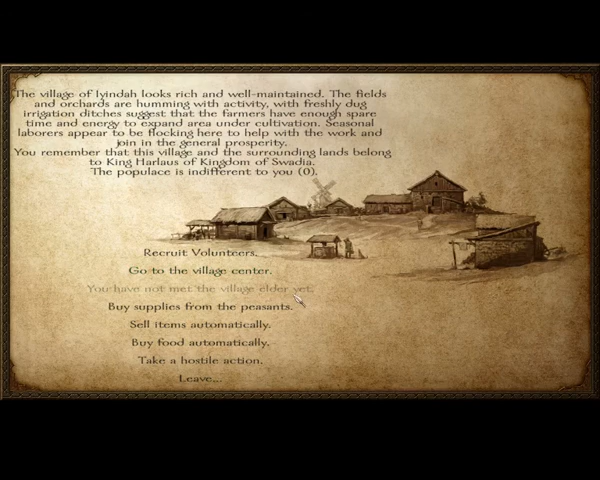 The village of Iyindah looks rich and well-maintained. The fields
and orchards are humming with activity, with freshly dug
irrigation ditches suggest that the farmers have enough spare
time and energy to expand area under cultivation. Seasonal
laborers appear to be flocking here to help with the work and
join in the general prosperity.
You remember that this village and the surrounding lands belong
to King Harlaus of Kingdom of Swadia.
The populace is indifferent to you (0).
Recruit Volunteers.
Go to the village center.
You have not met the village elder yet.
Buy supplies from the peasants.
Sell items automatically.
Buy food automatically.
Take a hostile action.
Leave...